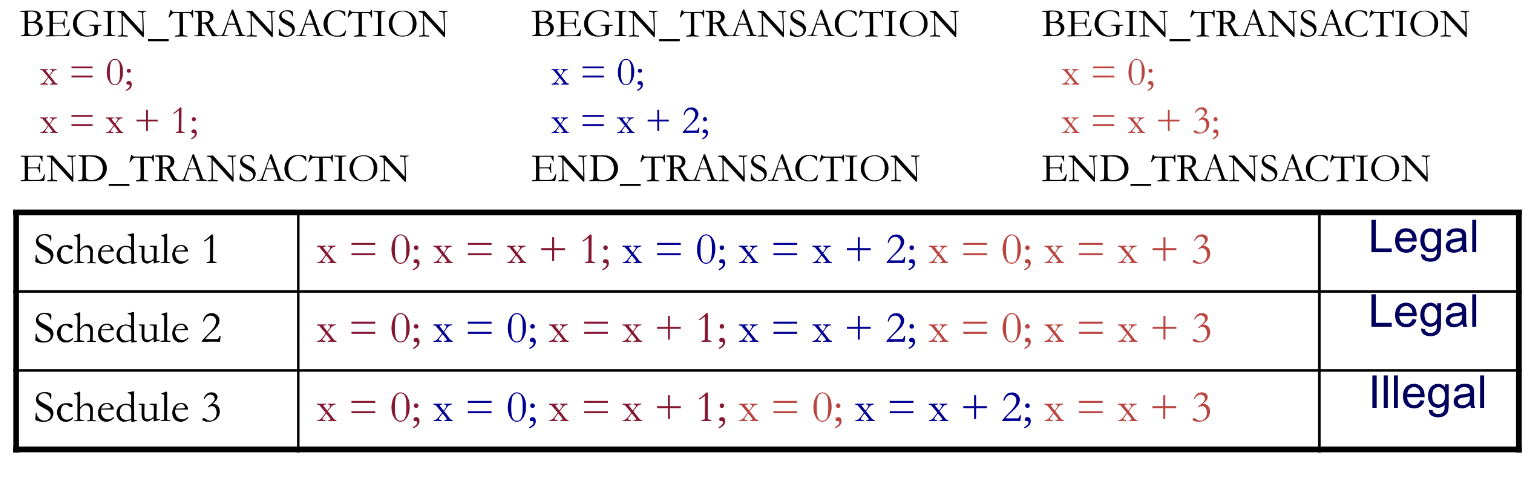 BEGIN_TRANSACTION BEGIN_TRANSACTION BEGIN_TRANSACTION
x = 0; x = 0; x = 0;
x = x + 1; x = x + 2; x = x + 3;
END_TRANSACTION END_TRANSACTION END_TRANSACTION
Schedule 1 x = 0; x = x + 1; x = 0; x = x + 2; x = 0; x = x + 3 Legal
Schedule 2 x = 0; x = 0; x = x + 1; x = x + 2; x = 0; x = x + 3 Legal
Schedule 3 x = 0; x = 0; x = x + 1; x = 0; x = x + 2; x = x + 3 Illegal